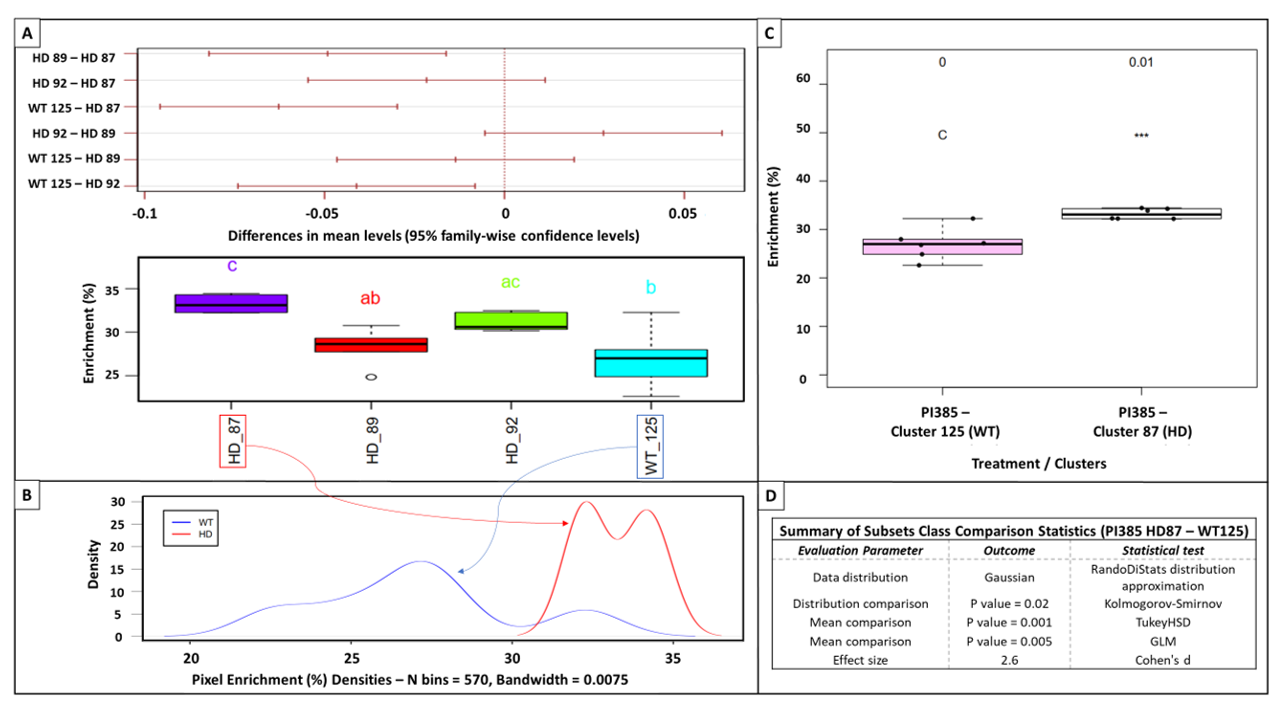 A
HD 89 – HD 87
HD 92 – HD 87
WT 125 – HD 87
HD 92 – HD 89
WT 125 – HD 89
WT 125 – HD 92
-0.1
-0.05
0
0.05
Differences in mean levels (95% family-wise confidence levels)
Enrichment (%)
35
30
25
c
ab
ac
b
HD_87
HD_89
HD_92
WT_125
B
Density
30
25
20
15
10
5
0
WT
HD
20
25
30
35
Pixel Enrichment (%) Densities – N bins = 570, Bandwidth = 0.0075
C
Enrichment (%)
60
50
40
30
20
10
0
0
0.01
C
***
PI385 –
Cluster 125 (WT)
PI385 –
Cluster 87 (HD)
Treatment / Clusters
D
Summary of Subsets Class Comparison Statistics (PI385 HD87 – WT125)
Evaluation Parameter Outcome Statistical test
Data distribution Gaussian RandoDiStats distribution
approximation
Distribution comparison P value = 0.02 Kolmogorov-Smirnov
Mean comparison P value = 0.001 TukeyHSD
Mean comparison P value = 0.005 GLM
Effect size 2.6 Cohen's d